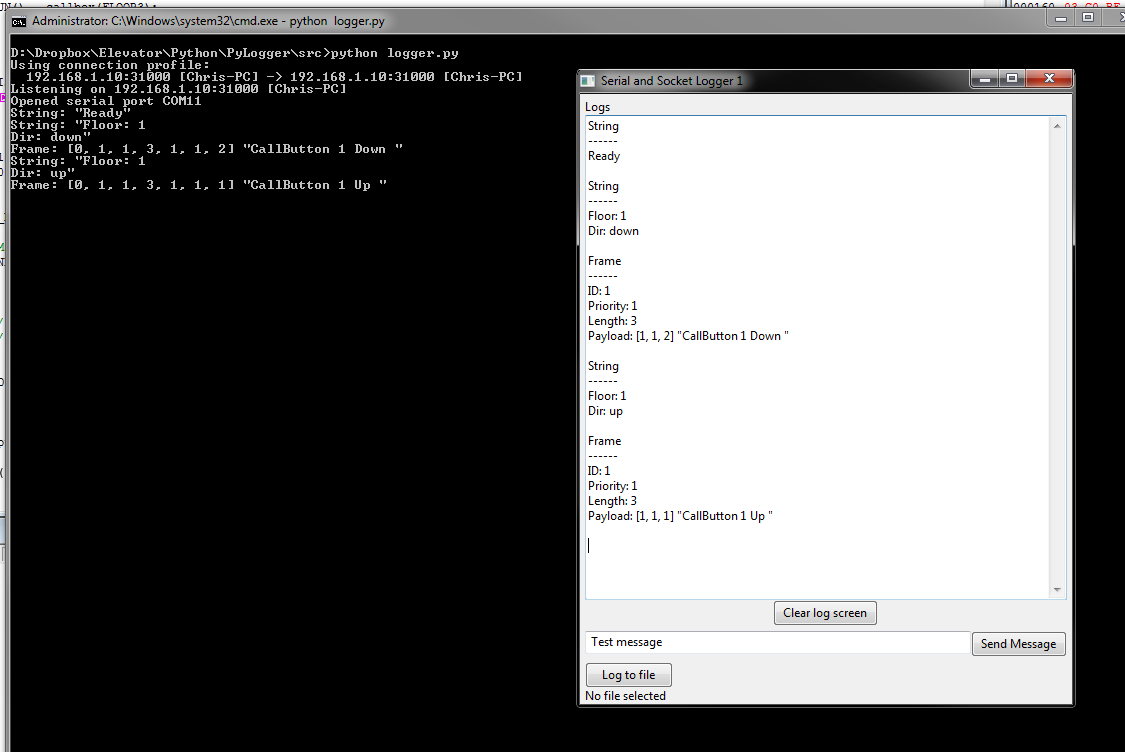 callbox(FLOOR3);
000160
Administrator: C:\Windows\system32\cmd.exe - python  logger.py
D:\Dropbox\Elevator\Python\PyLogger\src>python logger.py
Using connection profile:
  192.168.1.10:31000 [Chris-PC] -> 192.168.1.10:31000 [Chris-PC]
Listening on 192.168.1.10:31000 [Chris-PC]
Opened serial port COM11
String: "Ready"
String: "Floor: 1
Dir: down"
Frame: [0, 1, 1, 3, 1, 1, 2] "CallButton 1 Down "
String: "Floor: 1
Dir: up"
Frame: [0, 1, 1, 3, 1, 1, 1] "CallButton 1 Up "
Serial and Socket Logger 1
Logs
String
------
Ready
String
------
Floor: 1
Dir: down
Frame
------
ID: 1
Priority: 1
Length: 3
Payload: [1, 1, 2] "CallButton 1 Down "
String
------
Floor: 1
Dir: up
Frame
------
ID: 1
Priority: 1
Length: 3
Payload: [1, 1, 1] "CallButton 1 Up "
Clear log screen
Test message
Send Message
Log to file
No file selected